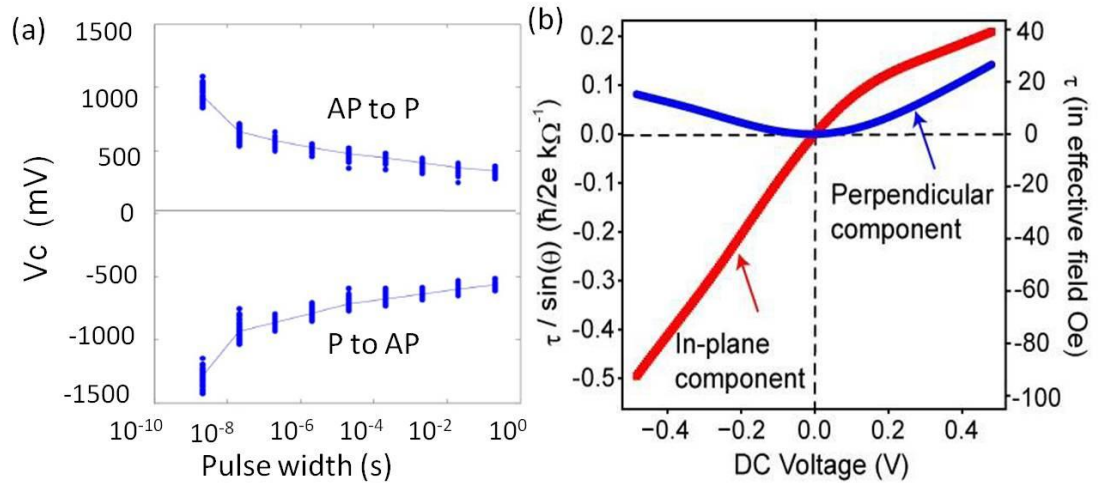 (a)
1500
1000
500
0
-500
-1000
-1500
Vc (mV)
AP to P
P to AP
10⁻¹⁰ 10⁻⁸ 10⁻⁶ 10⁻⁴ 10⁻² 10⁰
Pulse width (s)
(b)
0.2
0.1
0.0
-0.1
-0.2
-0.3
-0.4
-0.5
τ / sin(θ) (ħ/2e kΩ⁻¹)
40
20
0
-20
-40
-60
-80
-100
τ (in effective field Oe)
Perpendicular
component
In-plane
component
−0.4 −0.2 0.0 0.2 0.4
DC Voltage (V)